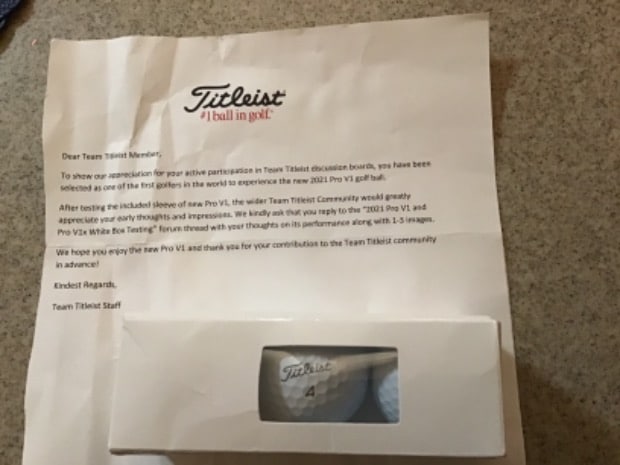 Titleist
#1 ball in golf.™
Dear Team Titleist Member,
To show our appreciation for your active participation in Team Titleist discussion boards, you have been
selected as one of the first golfers in the world to experience the new 2021 Pro V1 golf ball.
After testing the included sleeve of new Pro V1, the wider Team Titleist Community would greatly
appreciate your early thoughts and impressions. We kindly ask that you reply to the "2021 Pro V1 and
Pro V1x White Box Testing" forum thread with your thoughts on its performance along with 1-5 images.
We hope you enjoy the new Pro V1 and thank you for your contribution to the Team Titleist community
in advance!
Kindest Regards,
Team Titleist Staff
Titleist
4